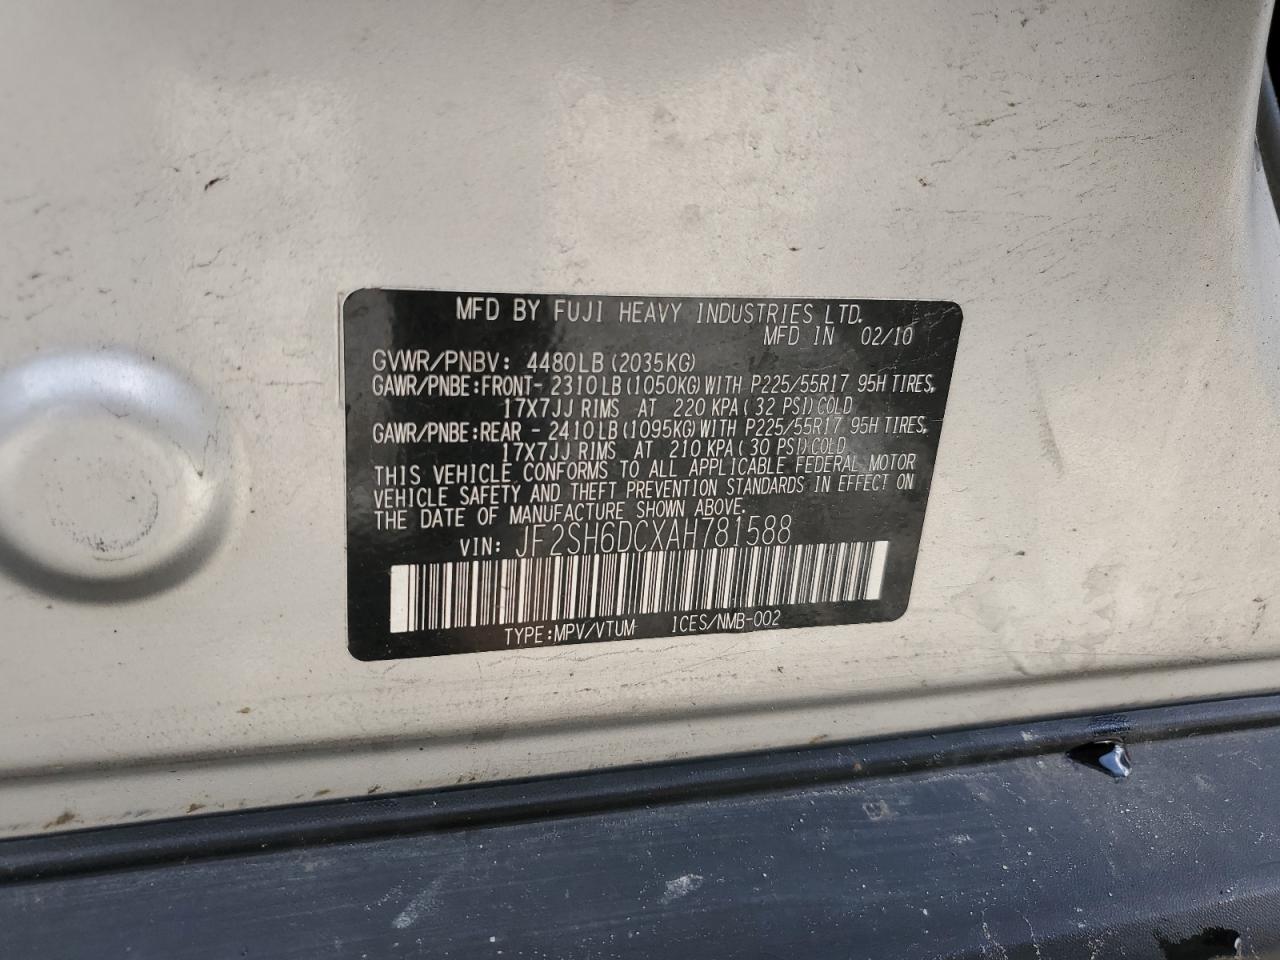 MFD BY FUJI HEAVY INDUSTRIES LTD.
MFD IN 02/10
GVWR/PNBV: 4480LB (2035KG)
GAWR/PNBE:FRONT- 2310LB (1050KG) WITH P225/55R17 95H TIRES,
17X7JJ RIMS AT 220 KPA ( 32 PSI) COLD
GAWR/PNBE:REAR - 2410LB (1095KG) WITH P225/55R17 95H TIRES,
17X7JJ RIMS AT 210 KPA ( 30 PSI) COLD
THIS VEHICLE CONFORMS TO ALL APPLICABLE FEDERAL MOTOR
VEHICLE SAFETY AND THEFT PREVENTION STANDARDS IN EFFECT ON
THE DATE OF MANUFACTURE SHOWN ABOVE.
VIN: JF2SH6DCXAH781588
TYPE:MPV/VTUM ICES/NMB-002